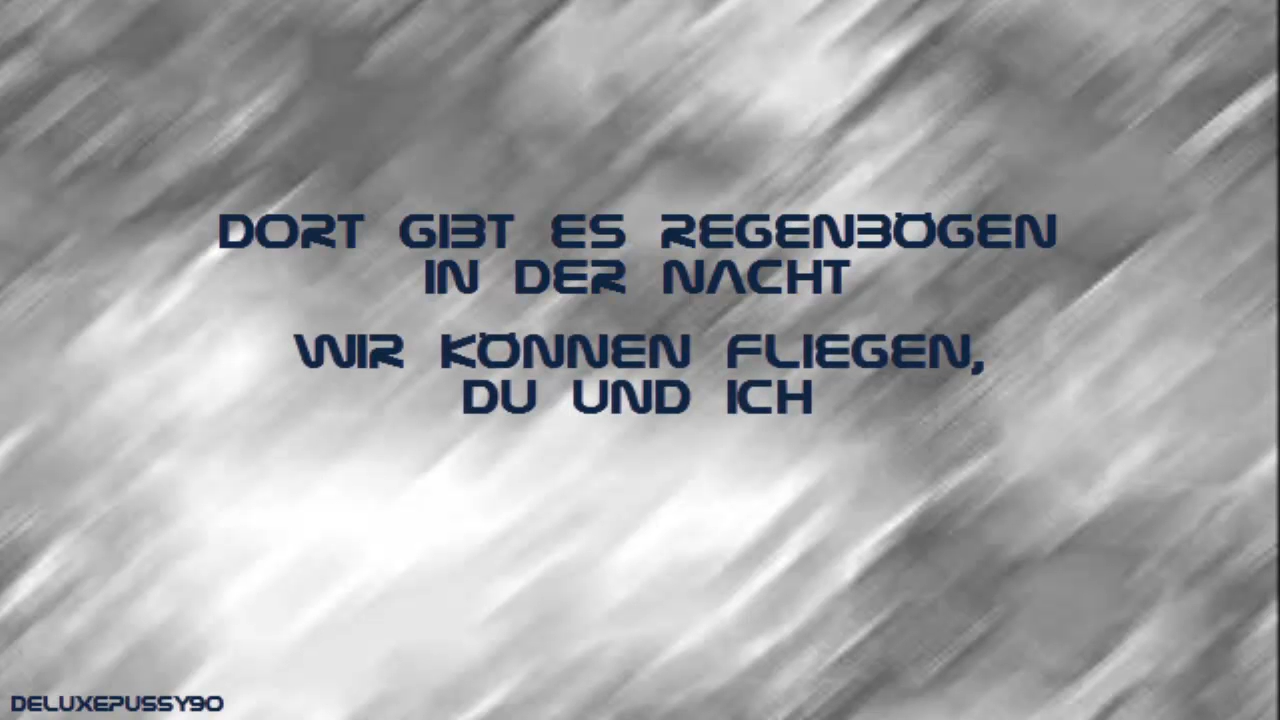 DORT GIBT ES REGENBÖGEN
IN DER NACHT
WIR KÖNNEN FLIEGEN,
DU UND ICH
DELUXEPUSSY90